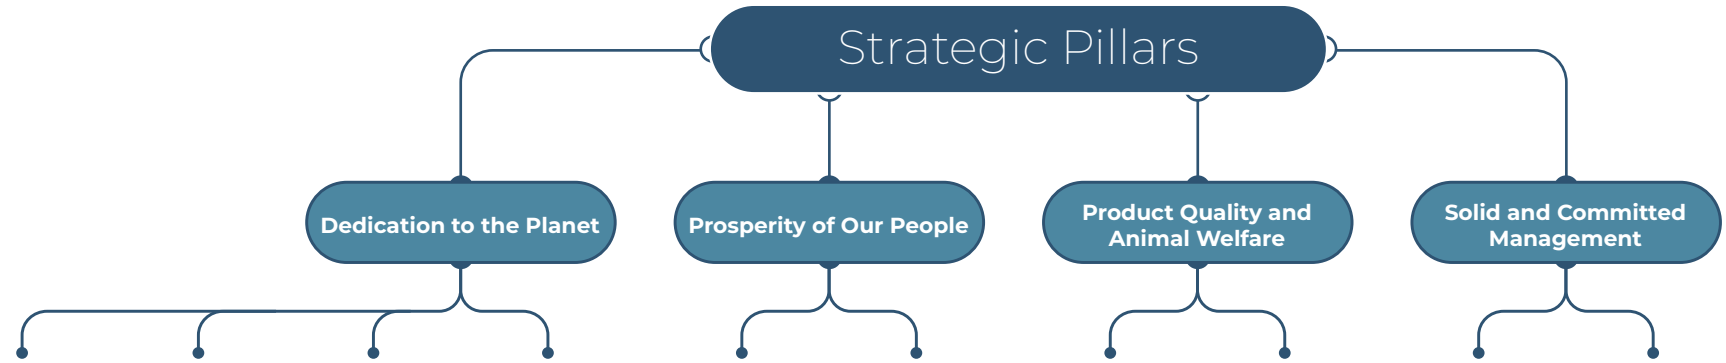 Strategic Pillars
Dedication to the Planet
Prosperity of Our People
Product Quality and
Animal Welfare
Solid and Committed
Management